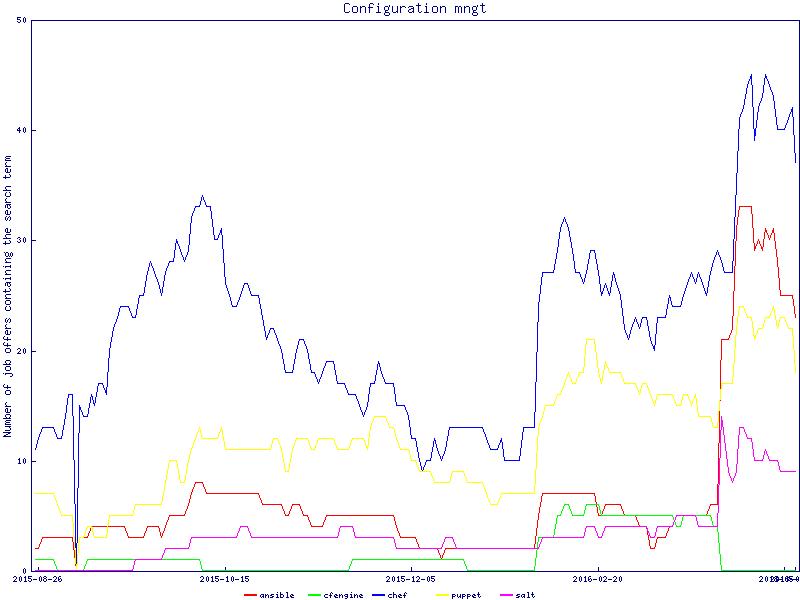 Configuration mngt
Number of job offers containing the search term
50
40
30
20
10
0
2015-08-26 2015-10-15 2015-12-05 2016-02-20
ansible cfengine chef puppet salt